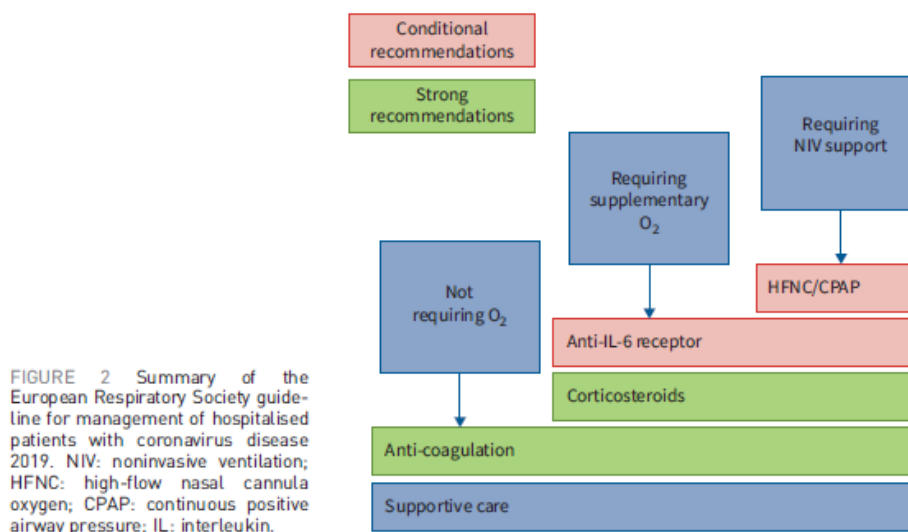 Conditional
recommendations
Strong
recommendations
Requiring
NIV support
Requiring
supplementary
O₂
Not
requiring O₂
HFNC/CPAP
Anti-IL-6 receptor
Corticosteroids
Anti-coagulation
Supportive care
FIGURE 2 Summary of the
European Respiratory Society guide-
line for management of hospitalised
patients with coronavirus disease
2019. NIV: noninvasive ventilation;
HFNC: high-flow nasal cannula
oxygen; CPAP: continuous positive
airway pressure; IL: interleukin.